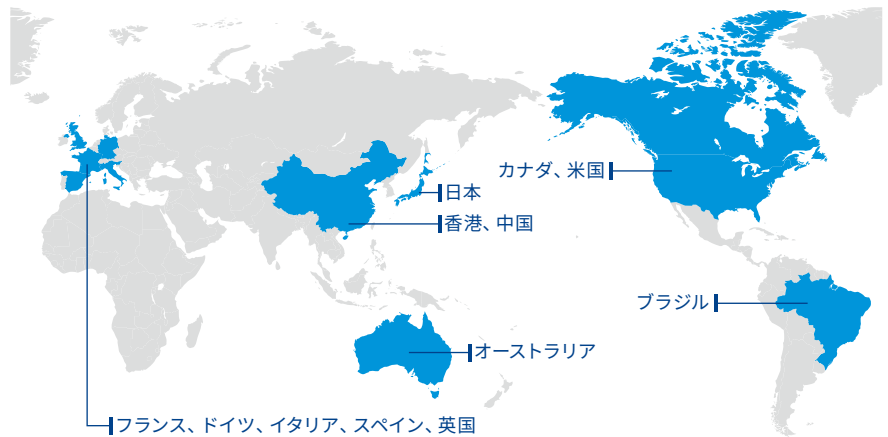 カナダ、米国
日本
香港、中国
ブラジル
オーストラリア
フランス、ドイツ、イタリア、スペイン、英国